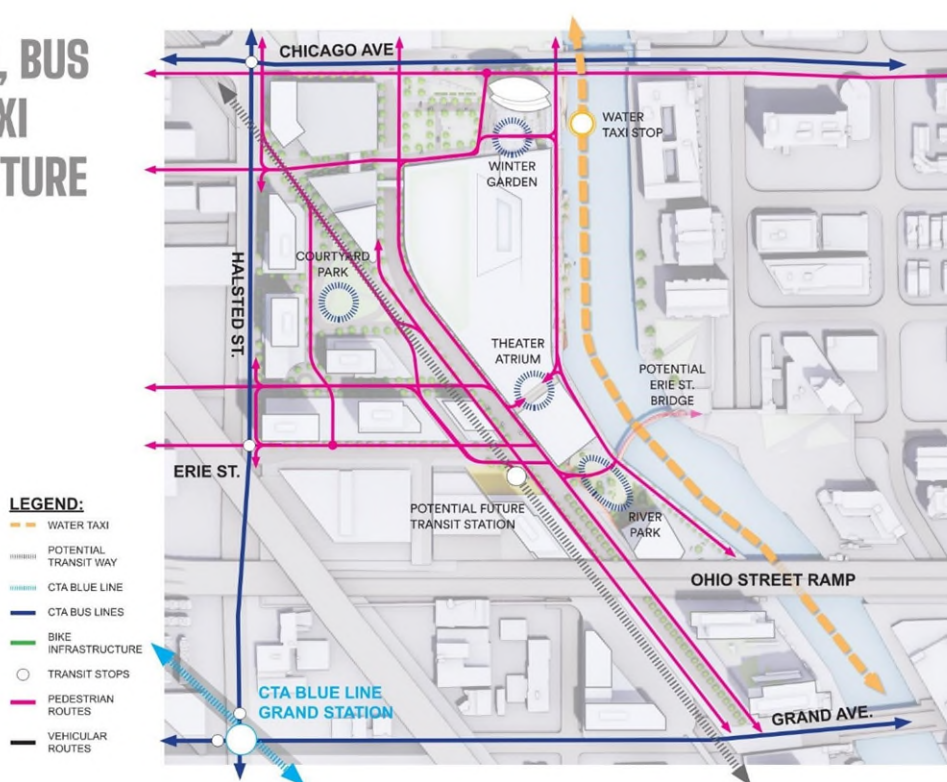 , BUS
XI
TURE
CHICAGO AVE
WATER
TAXI STOP
WINTER
GARDEN
HALSTED ST.
COURTYARD
PARK
THEATER
ATRIUM
POTENTIAL
ERIE ST.
BRIDGE
ERIE ST.
POTENTIAL FUTURE
TRANSIT STATION
RIVER
PARK
OHIO STREET RAMP
LEGEND:
WATER TAXI
POTENTIAL
TRANSIT WAY
CTA BLUE LINE
CTA BUS LINES
BIKE
INFRASTRUCTURE
TRANSIT STOPS
PEDESTRIAN
ROUTES
VEHICULAR
ROUTES
CTA BLUE LINE
GRAND STATION
GRAND AVE.